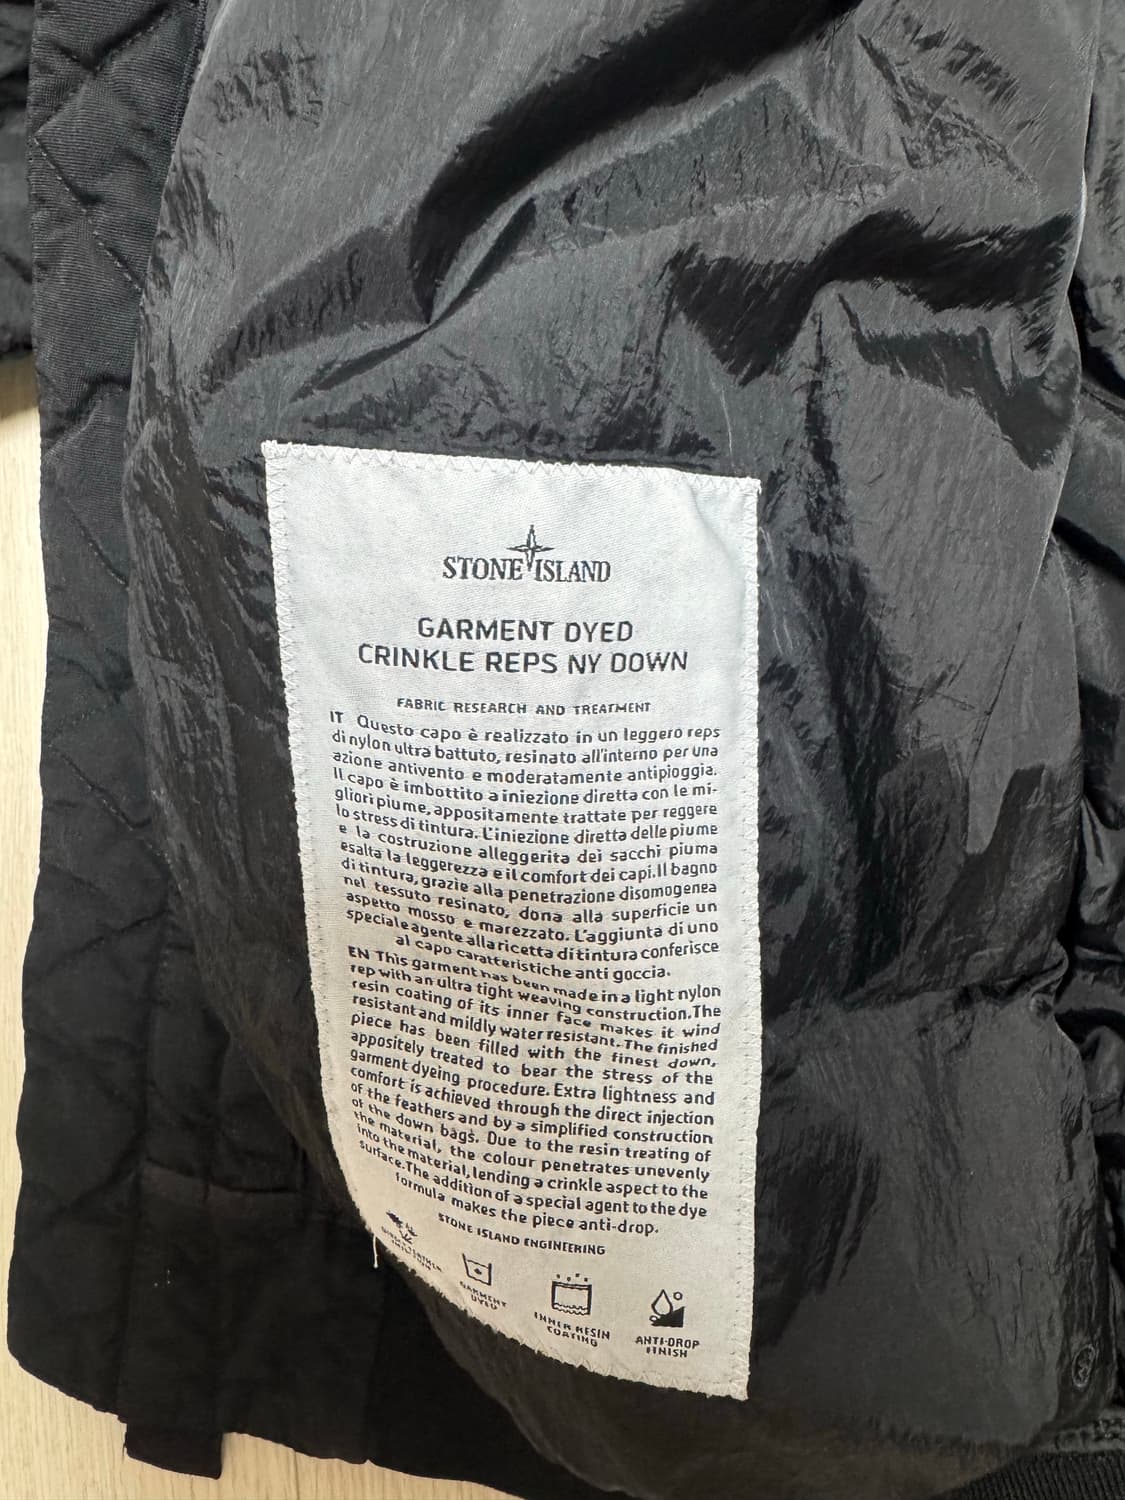 STONE ISLAND
GARMENT DYED
CRINKLE REPS NY DOWN
FABRIC RESEARCH AND TREATMENT
IT Questo capo è realizzato in un leggero reps
di nylon ultra battuto, resinato all'interno per una
azione antivento e moderatamente antipioggia.
Il capo è imbottito a iniezione diretta con le mi-
gliori piume, appositamente trattate per reggere
lo stress di tintura. L'iniezione diretta delle piume
e la costruzione alleggerita dei sacchi piuma
esalta la leggerezza e il comfort dei capi. Il bagno
di tintura, grazie alla penetrazione disomogenea
nel tessuto resinato, dona alla superficie un
aspetto mosso e marezzato. L'aggiunta di uno
speciale agente alla ricetta di tintura conferisce
al capo caratteristiche anti goccia.
EN This garment has been made in a light nylon
rep with an ultra tight weaving construction. The
resin coating of its inner face makes it wind
resistant and mildly water resistant. The finished
piece has been filled with the finest down,
appositely treated to bear the stress of the
garment dyeing procedure. Extra lightness and
comfort is achieved through the direct injection
of the feathers and by a simplified construction
of the down bags. Due to the resin treating of
the material, the colour penetrates unevenly
into the material, lending a crinkle aspect to the
surface. The addition of a special agent to the dye
formula makes the piece anti-drop.
STONE ISLAND ENGINEERING
GARMENT
DYED
INNER RESIN
COATING
ANTI-DROP
FINISH